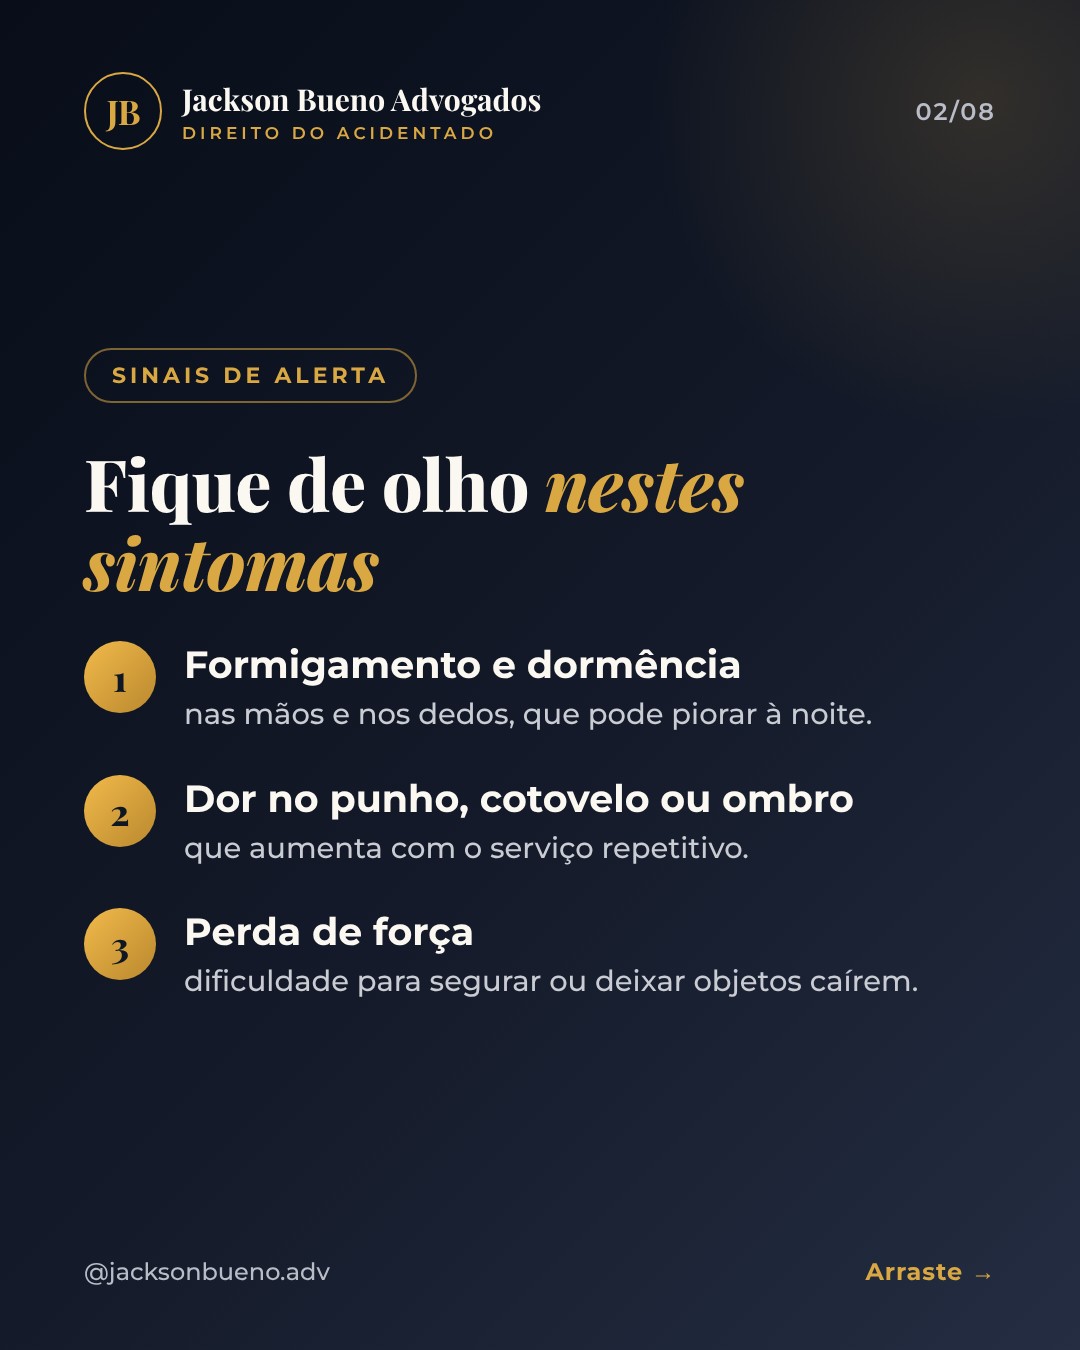 JB
Jackson Bueno Advogados
DIREITO DO ACIDENTADO
02/08
SINAIS DE ALERTA
Fique de olho nestes
sintomas
1
Formigamento e dormência
nas mãos e nos dedos, que pode piorar à noite.
2
Dor no punho, cotovelo ou ombro
que aumenta com o serviço repetitivo.
3
Perda de força
dificuldade para segurar ou deixar objetos caírem.
@jacksonbueno.adv
Arraste →